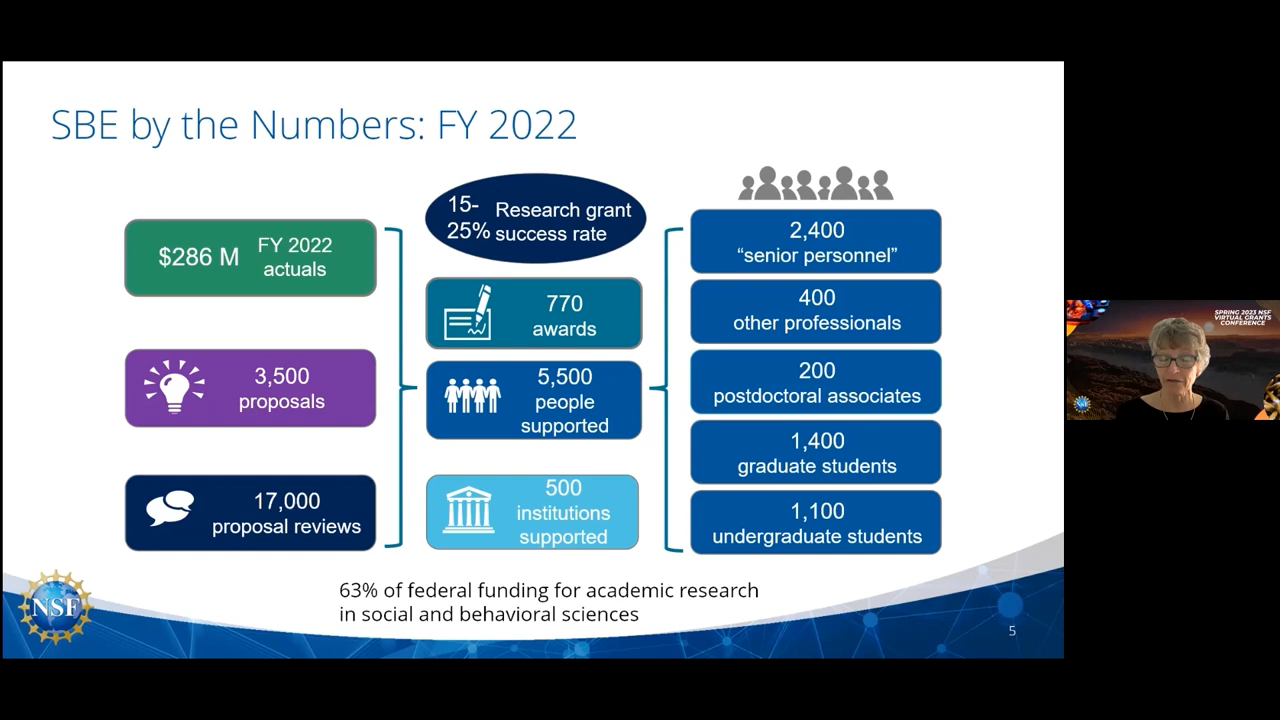 SBE by the Numbers: FY 2022
$286 M
FY 2022
actuals
3,500
proposals
17,000
proposal reviews
15-
25%
Research grant
success rate
770
awards
5,500
people
supported
500
institutions
supported
2,400
“senior personnel”
400
other professionals
200
postdoctoral associates
1,400
graduate students
1,100
undergraduate students
63% of federal funding for academic research
in social and behavioral sciences
NSF
5
SPRING 2023 NSF
VIRTUAL GRANTS
CONFERENCE
NSF